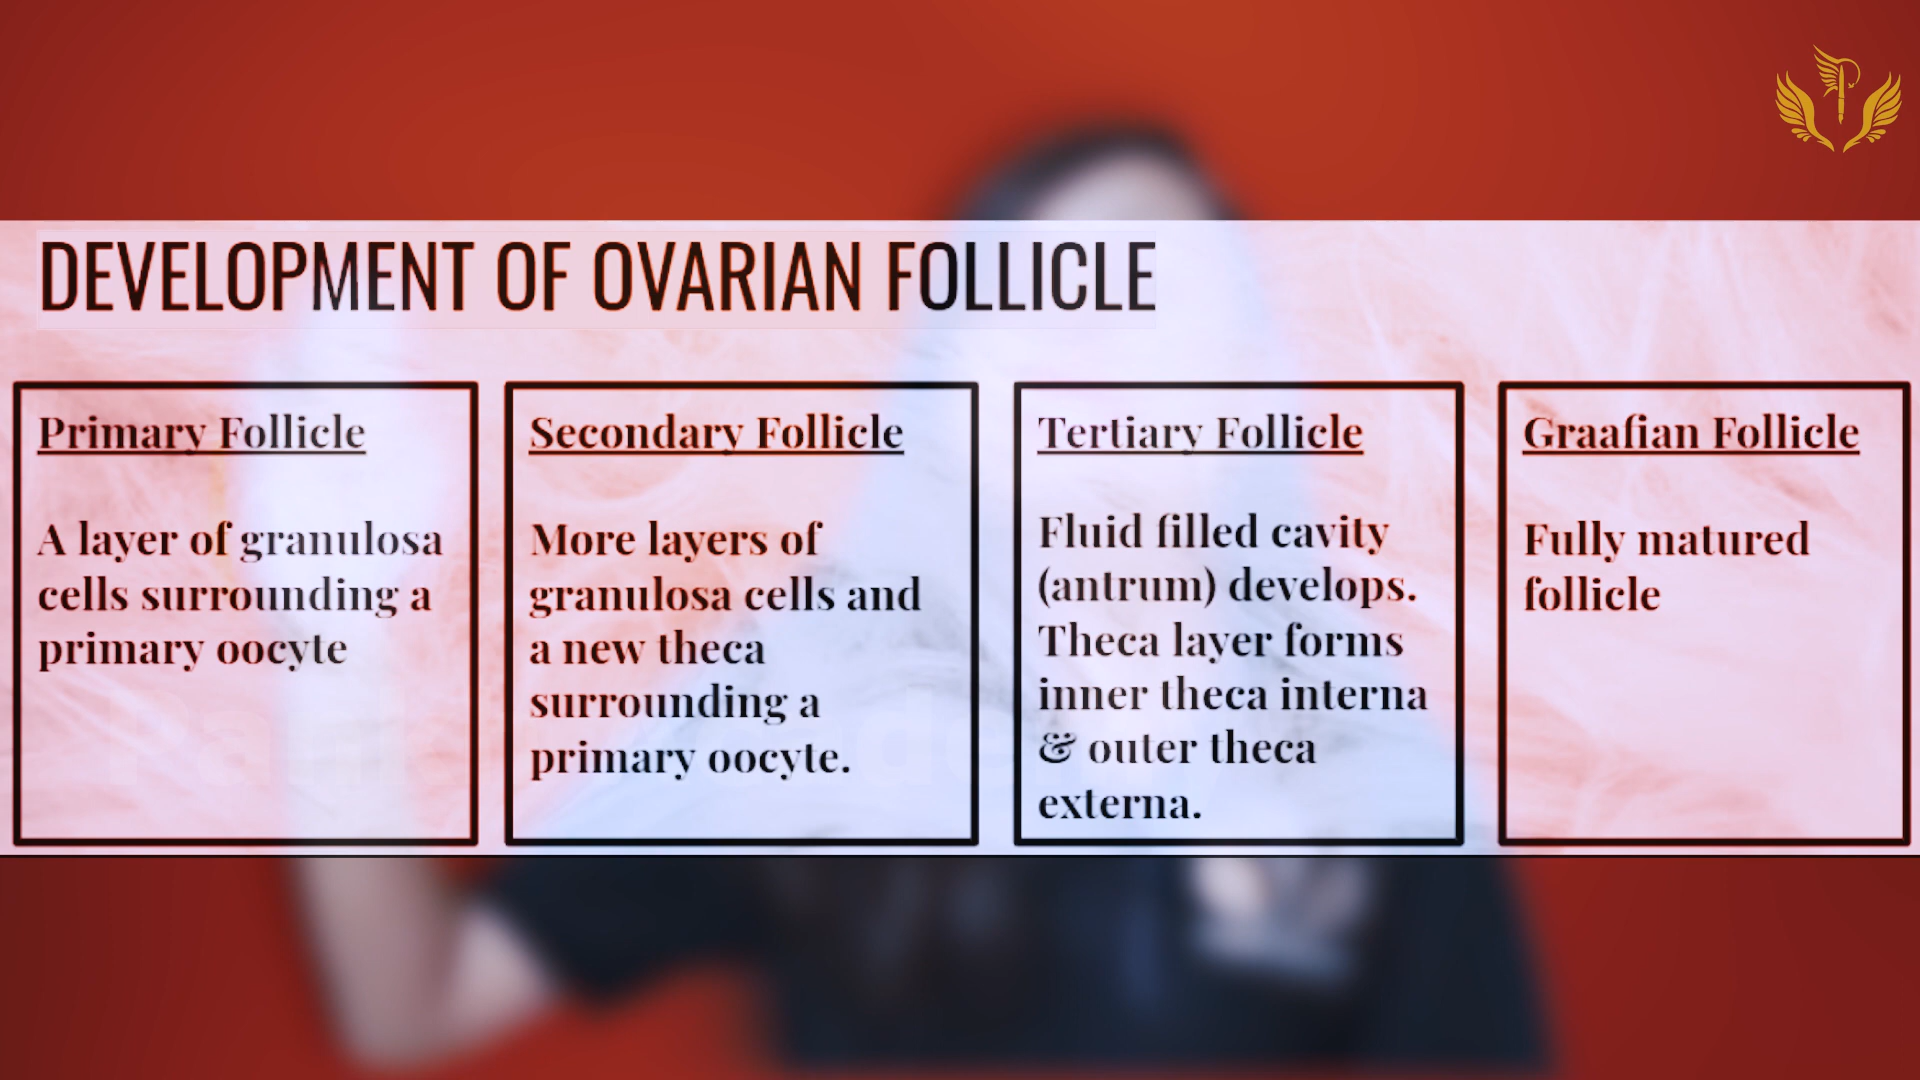 DEVELOPMENT OF OVARIAN FOLLICLE
Primary Follicle
A layer of granulosa
cells surrounding a
primary oocyte
Secondary Follicle
More layers of
granulosa cells and
a new theca
surrounding a
primary oocyte.
Tertiary Follicle
Fluid filled cavity
(antrum) develops.
Theca layer forms
inner theca interna
& outer theca
externa.
Graafian Follicle
Fully matured
follicle